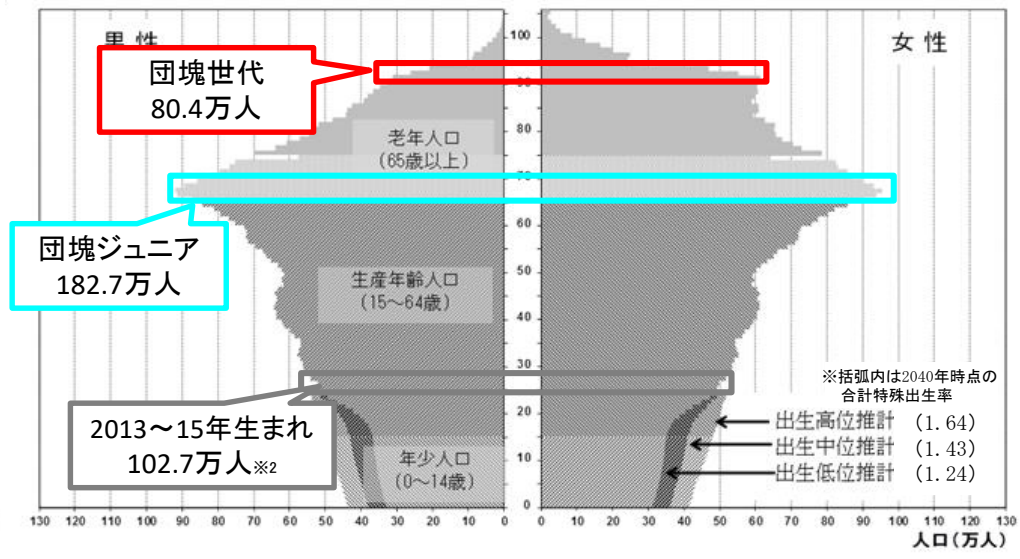 男 性
女 性
団塊世代
80.4万人
老年人口
(65歳以上)
団塊ジュニア
182.7万人
生産年齢人口
(15～64歳)
2013～15年生まれ
102.7万人※2
年少人口
(0～14歳)
※括弧内は2040年時点の
合計特殊出生率
出生高位推計 (1.64)
出生中位推計 (1.43)
出生低位推計 (1.24)
100
90
80
70
60
50
40
30
20
10
0
130 120 110 100 90 80 70 60 50 40 30 20 10 0
0 10 20 30 40 50 60 70 80 90 100 110 120 130
人口(万人)